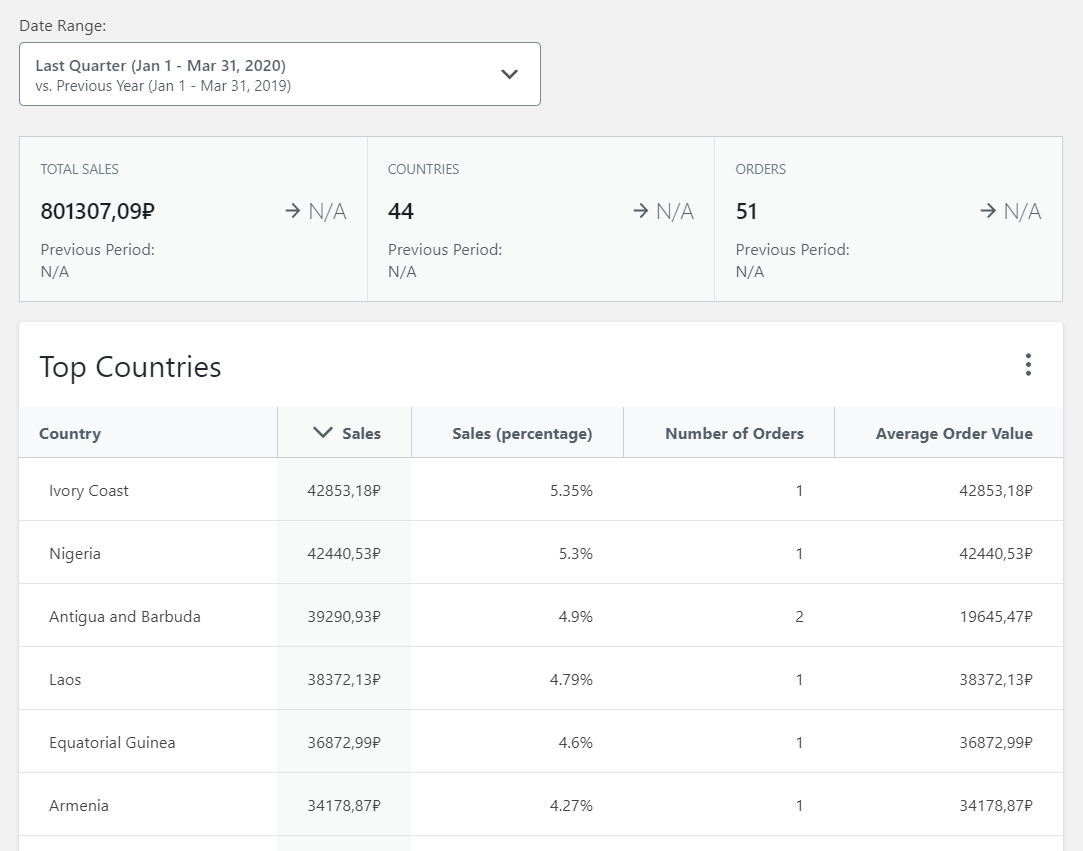 Date Range:
Last Quarter (Jan 1 - Mar 31, 2020)
vs. Previous Year (Jan 1 - Mar 31, 2019)
TOTAL SALES
801307,09₽ → N/A
Previous Period:
N/A
COUNTRIES
44 → N/A
Previous Period:
N/A
ORDERS
51 → N/A
Previous Period:
N/A
Top Countries
Country Sales Sales (percentage) Number of Orders Average Order Value
Ivory Coast 42853,18₽ 5.35% 1 42853,18₽
Nigeria 42440,53₽ 5.3% 1 42440,53₽
Antigua and Barbuda 39290,93₽ 4.9% 2 19645,47₽
Laos 38372,13₽ 4.79% 1 38372,13₽
Equatorial Guinea 36872,99₽ 4.6% 1 36872,99₽
Armenia 34178,87₽ 4.27% 1 34178,87₽